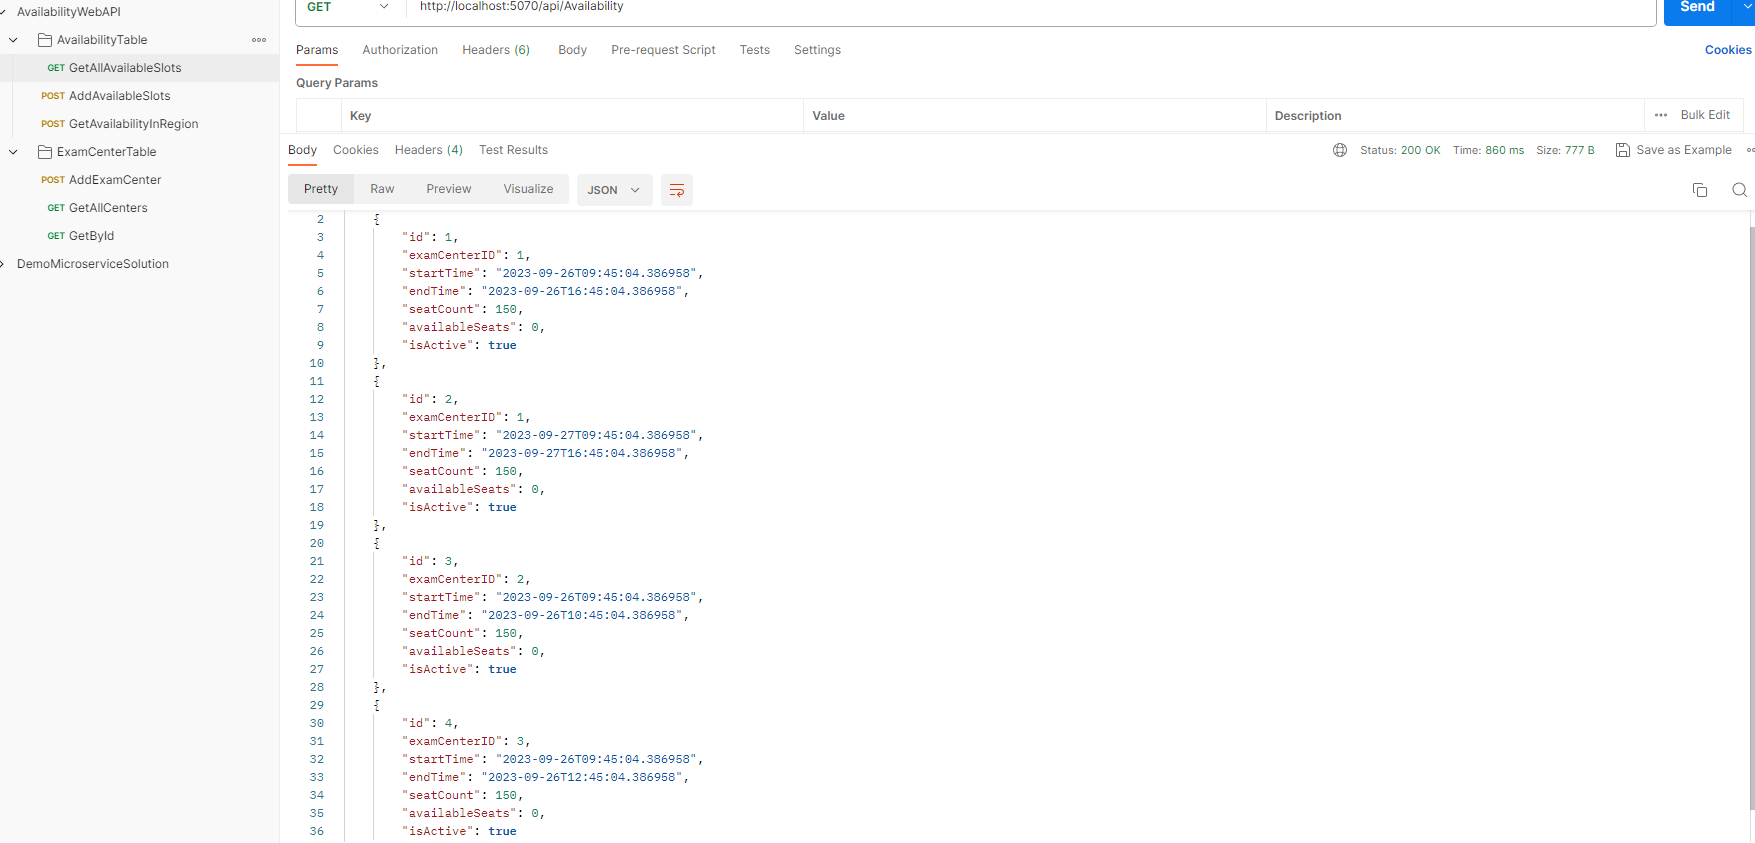 AvailabilityWebAPI
AvailabilityTable
GET GetAllAvailableSlots
POST AddAvailableSlots
POST GetAvailabilityInRegion
ExamCenterTable
POST AddExamCenter
GET GetAllCenters
GET GetById
DemoMicroserviceSolution
GET http://localhost:5070/api/Availability Send
Params Authorization Headers (6) Body Pre-request Script Tests Settings Cookies
Query Params
Key Value Description Bulk Edit
Body Cookies Headers (4) Test Results Status: 200 OK Time: 860 ms Size: 777 B Save as Example
Pretty Raw Preview Visualize JSON
2 {
3 "id": 1,
4 "examCenterID": 1,
5 "startTime": "2023-09-26T09:45:04.386958",
6 "endTime": "2023-09-26T16:45:04.386958",
7 "seatCount": 150,
8 "availableSeats": 0,
9 "isActive": true
10 },
11 {
12 "id": 2,
13 "examCenterID": 1,
14 "startTime": "2023-09-27T09:45:04.386958",
15 "endTime": "2023-09-27T16:45:04.386958",
16 "seatCount": 150,
17 "availableSeats": 0,
18 "isActive": true
19 },
20 {
21 "id": 3,
22 "examCenterID": 2,
23 "startTime": "2023-09-26T09:45:04.386958",
24 "endTime": "2023-09-26T10:45:04.386958",
25 "seatCount": 150,
26 "availableSeats": 0,
27 "isActive": true
28 },
29 {
30 "id": 4,
31 "examCenterID": 3,
32 "startTime": "2023-09-26T09:45:04.386958",
33 "endTime": "2023-09-26T12:45:04.386958",
34 "seatCount": 150,
35 "availableSeats": 0,
36 "isActive": true